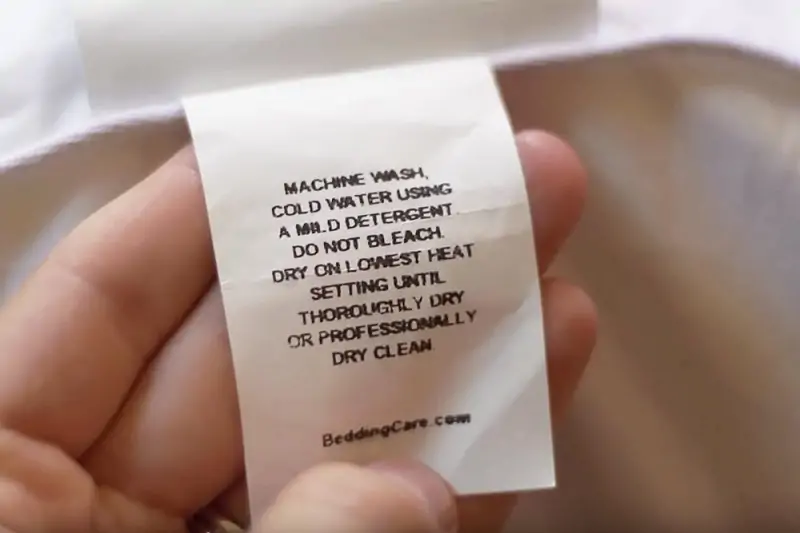 MACHINE WASH,
COLD WATER USING
A MILD DETERGENT.
DO NOT BLEACH.
DRY ON LOWEST HEAT
SETTING UNTIL
THOROUGHLY DRY
OR PROFESSIONALLY
DRY CLEAN
BeddingCare.com